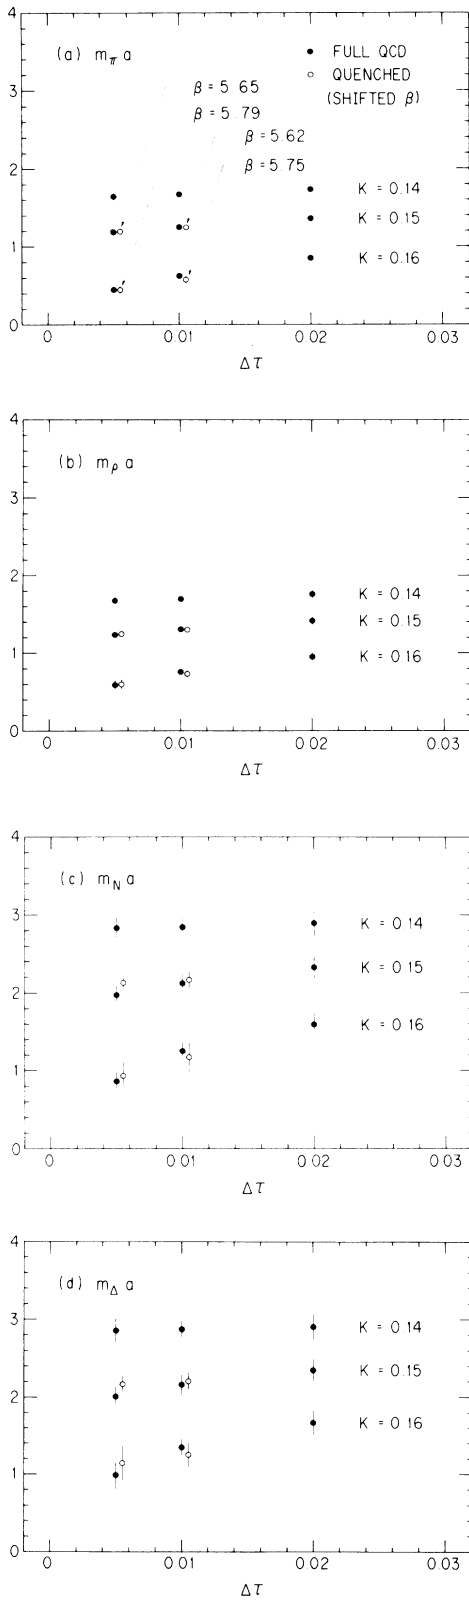 4
(a) m_π a
● FULL QCD
○ QUENCHED
(SHIFTED β)
β = 5.65
β = 5.79
β = 5.62
β = 5.75
3
2
K = 0.14
K = 0.15
1
K = 0.16
0
0 0.01 0.02 0.03
Δτ
4
(b) m_ρ a
3
2
K = 0.14
K = 0.15
1
K = 0.16
0
0 0.01 0.02 0.03
Δτ
4
(c) m_N a
3
K = 0.14
K = 0.15
2
K = 0.16
1
0
0 0.01 0.02 0.03
Δτ
4
(d) m_Δ a
3
K = 0.14
K = 0.15
2
K = 0.16
1
0
0 0.01 0.02 0.03
Δτ